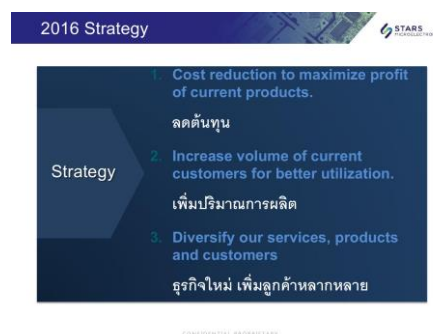 2016 Strategy
STARS
MICROELECTRO
Strategy
1. Cost reduction to maximize profit
of current products.
ลดต้นทุน
2. Increase volume of current
customers for better utilization.
เพิ่มปริมาณการผลิต
3. Diversify our services, products
and customers
ธุรกิจใหม่ เพิ่มลูกค้าหลากหลาย